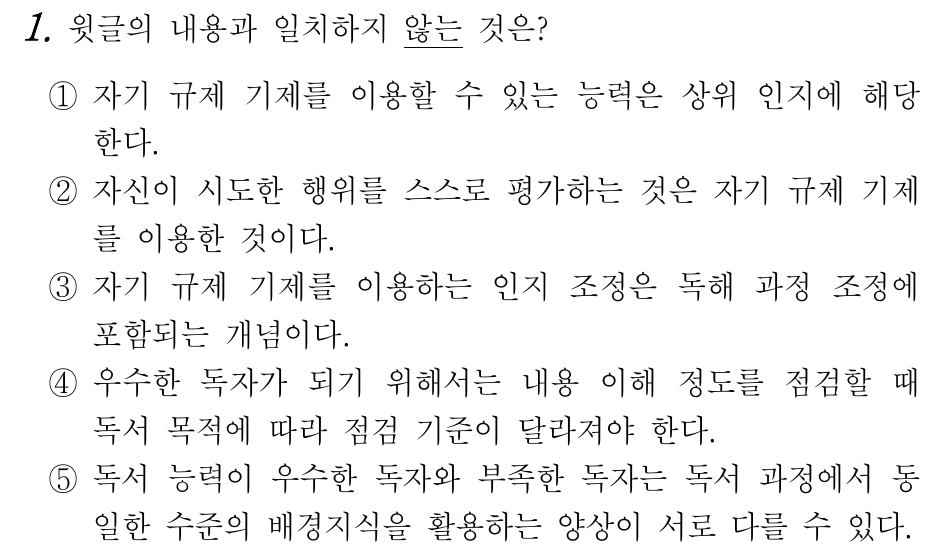 1. 윗글의 내용과 일치하지 않는 것은?
① 자기 규제 기제를 이용할 수 있는 능력은 상위 인지에 해당
한다.
② 자신이 시도한 행위를 스스로 평가하는 것은 자기 규제 기제
를 이용한 것이다.
③ 자기 규제 기제를 이용하는 인지 조정은 독해 과정 조정에
포함되는 개념이다.
④ 우수한 독자가 되기 위해서는 내용 이해 정도를 점검할 때
독서 목적에 따라 점검 기준이 달라져야 한다.
⑤ 독서 능력이 우수한 독자와 부족한 독자는 독서 과정에서 동
일한 수준의 배경지식을 활용하는 양상이 서로 다를 수 있다.